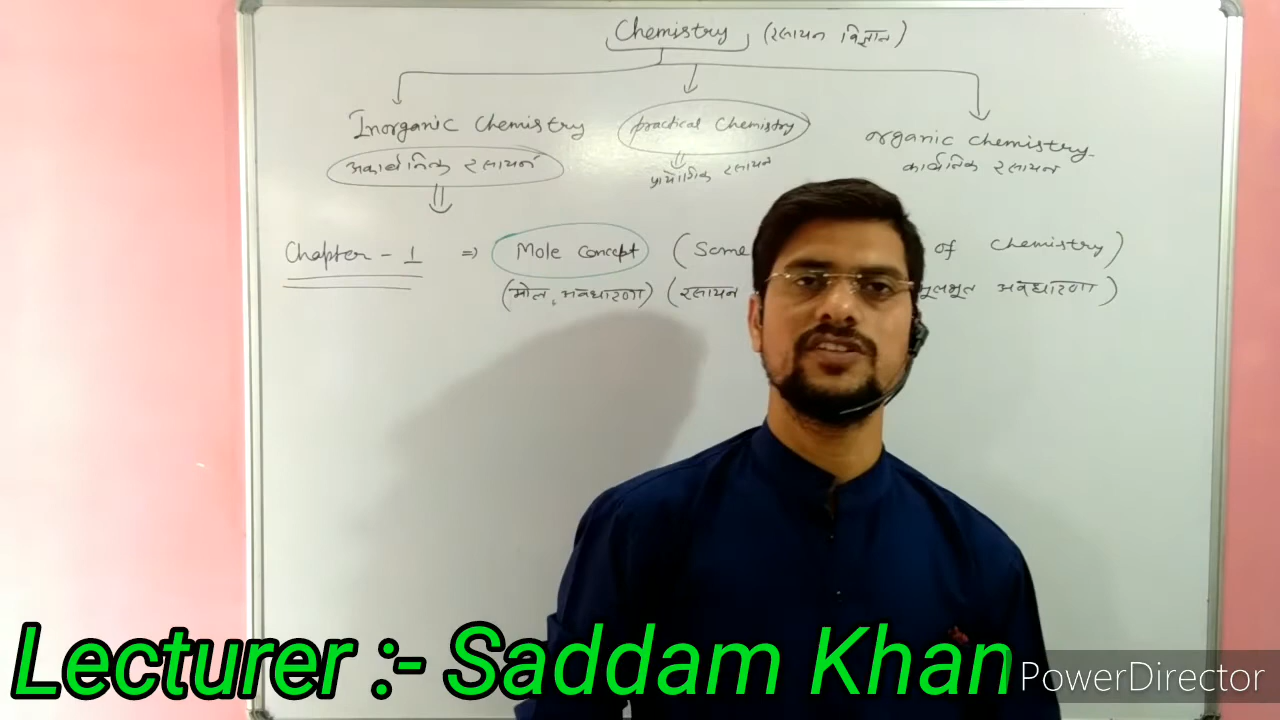 Chemistry (रसायन विज्ञान)
Inorganic Chemistry
अकार्बनिक रसायन
practical chemistry
प्रायोगिक रसायन
organic chemistry
कार्बनिक रसायन
Chapter - 1 ⇒ Mole concept (Some of chemistry)
(मोल अवधारणा) (रसायन मूलभूत अवधारणा)
Lecturer :- Saddam Khan
PowerDirector